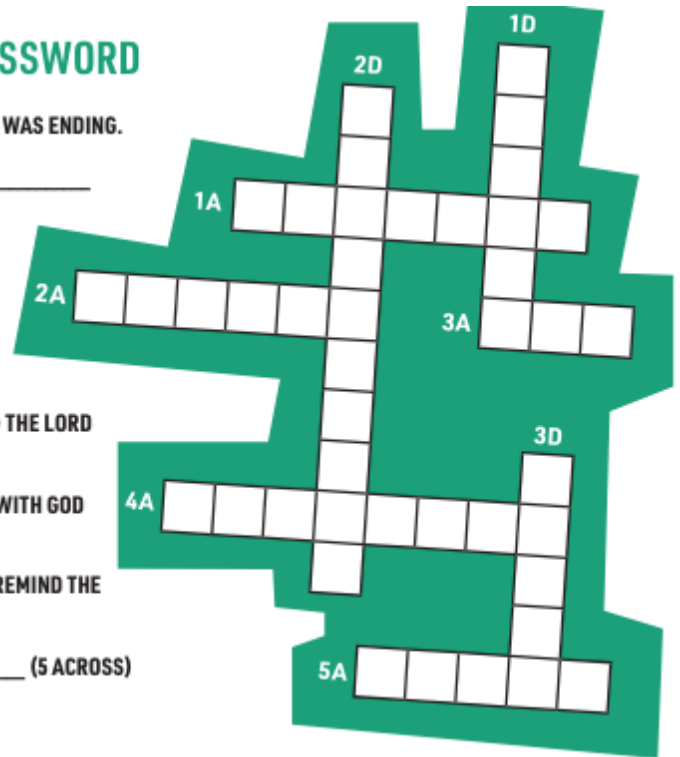 SSWORD
WAS ENDING.
THE LORD
WITH GOD
REMIND THE
(5 ACROSS)
1D
2D
1A
2A
3A
3D
4A
5A